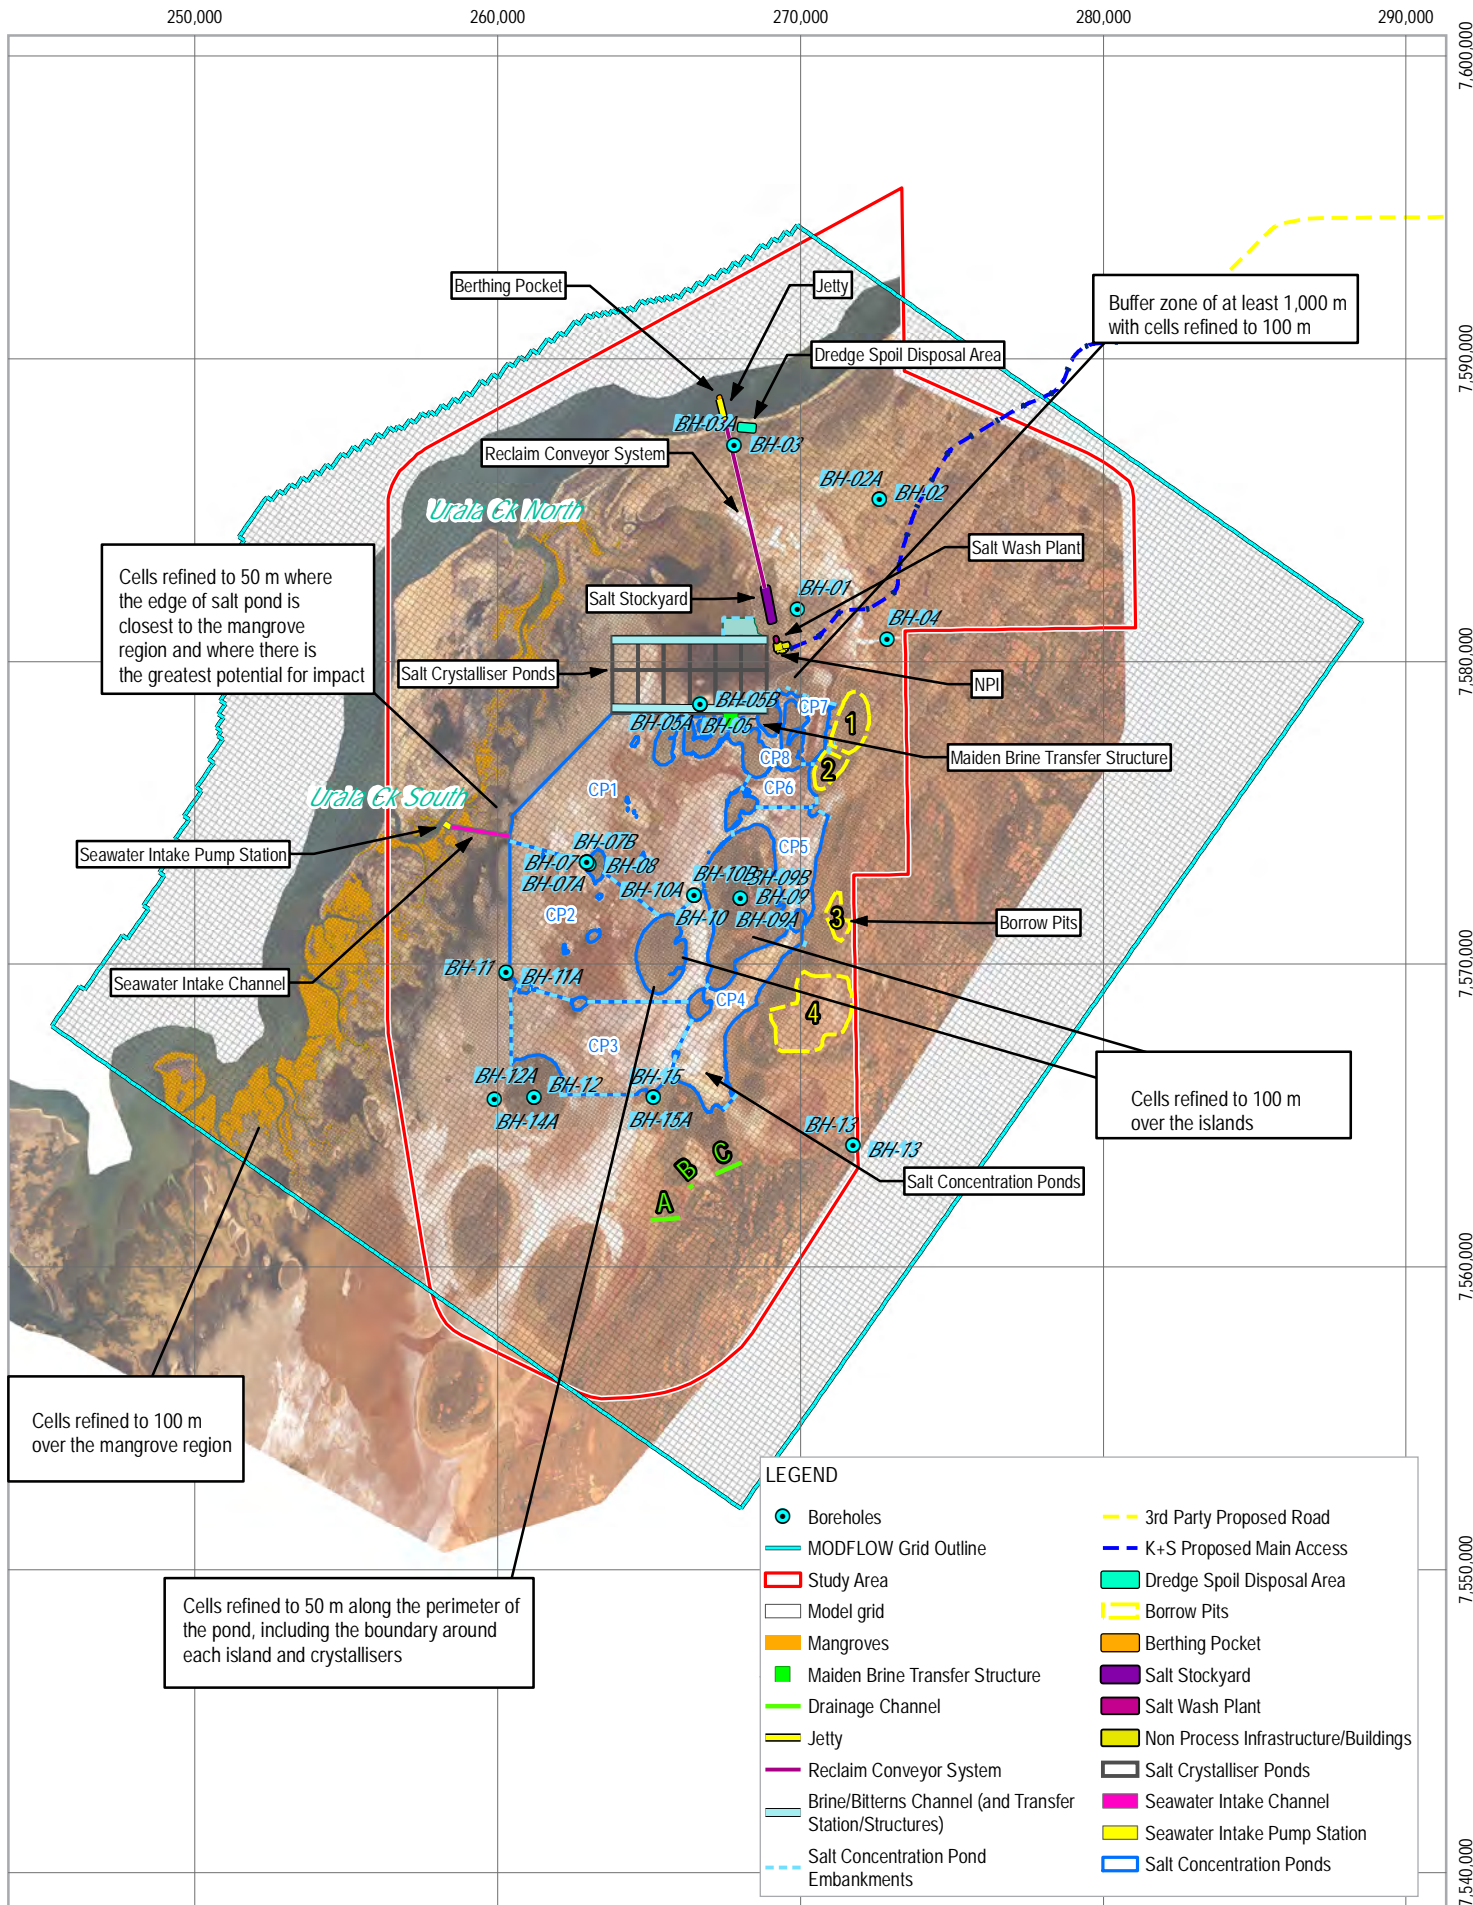 250,000
260,000
270,000
280,000
290,000
7,600,000
7,590,000
7,580,000
7,570,000
7,560,000
7,550,000
7,540,000
Berthing Pocket
Jetty
Buffer zone of at least 1,000 m
with cells refined to 100 m
Dredge Spoil Disposal Area
BH-03A
BH-03
Reclaim Conveyor System
BH-02A
BH-02
Urala Ck North
Salt Wash Plant
Cells refined to 50 m where
the edge of salt pond is
closest to the mangrove
region and where there is
the greatest potential for impact
Salt Stockyard
BH-01
BH-04
Salt Crystalliser Ponds
NPI
BH-05B
CP7
BH-05A
BH-05
1
Maiden Brine Transfer Structure
CP8
2
CP6
CP1
Urala Ck South
Seawater Intake Pump Station
BH-07B
CP5
BH-07
BH-08
BH-10B
BH-09B
BH-07A
BH-10A
BH-09
BH-10
BH-09A
CP2
3
Borrow Pits
BH-11
BH-11A
Seawater Intake Channel
CP4
4
CP3
BH-12A
BH-12
BH-15
BH-14A
BH-15A
Cells refined to 100 m
over the islands
BH-13
BH-13
C
B
A
Salt Concentration Ponds
Cells refined to 100 m
over the mangrove region
Cells refined to 50 m along the perimeter of
the pond, including the boundary around
each island and crystallisers
LEGEND
Boreholes
MODFLOW Grid Outline
Study Area
Model grid
Mangroves
Maiden Brine Transfer Structure
Drainage Channel
Jetty
Reclaim Conveyor System
Brine/Bitterns Channel (and Transfer
Station/Structures)
Salt Concentration Pond
Embankments
3rd Party Proposed Road
K+S Proposed Main Access
Dredge Spoil Disposal Area
Borrow Pits
Berthing Pocket
Salt Stockyard
Salt Wash Plant
Non Process Infrastructure/Buildings
Salt Crystalliser Ponds
Seawater Intake Channel
Seawater Intake Pump Station
Salt Concentration Ponds